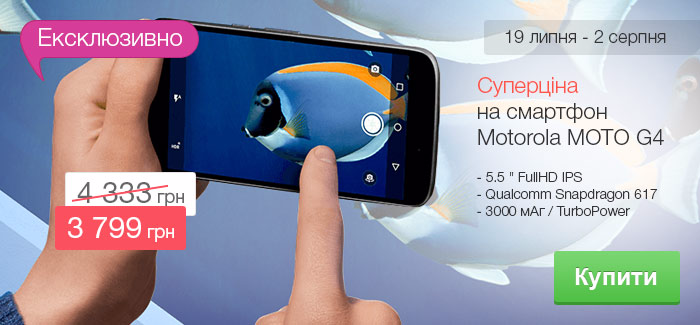 Ексклюзивно
19 липня - 2 серпня
Суперціна
на смартфон
Motorola MOTO G4
- 5.5 " FullHD IPS
- Qualcomm Snapdragon 617
- 3000 мАг / TurboPower
4 333 грн
3 799 грн
Купити
HDR